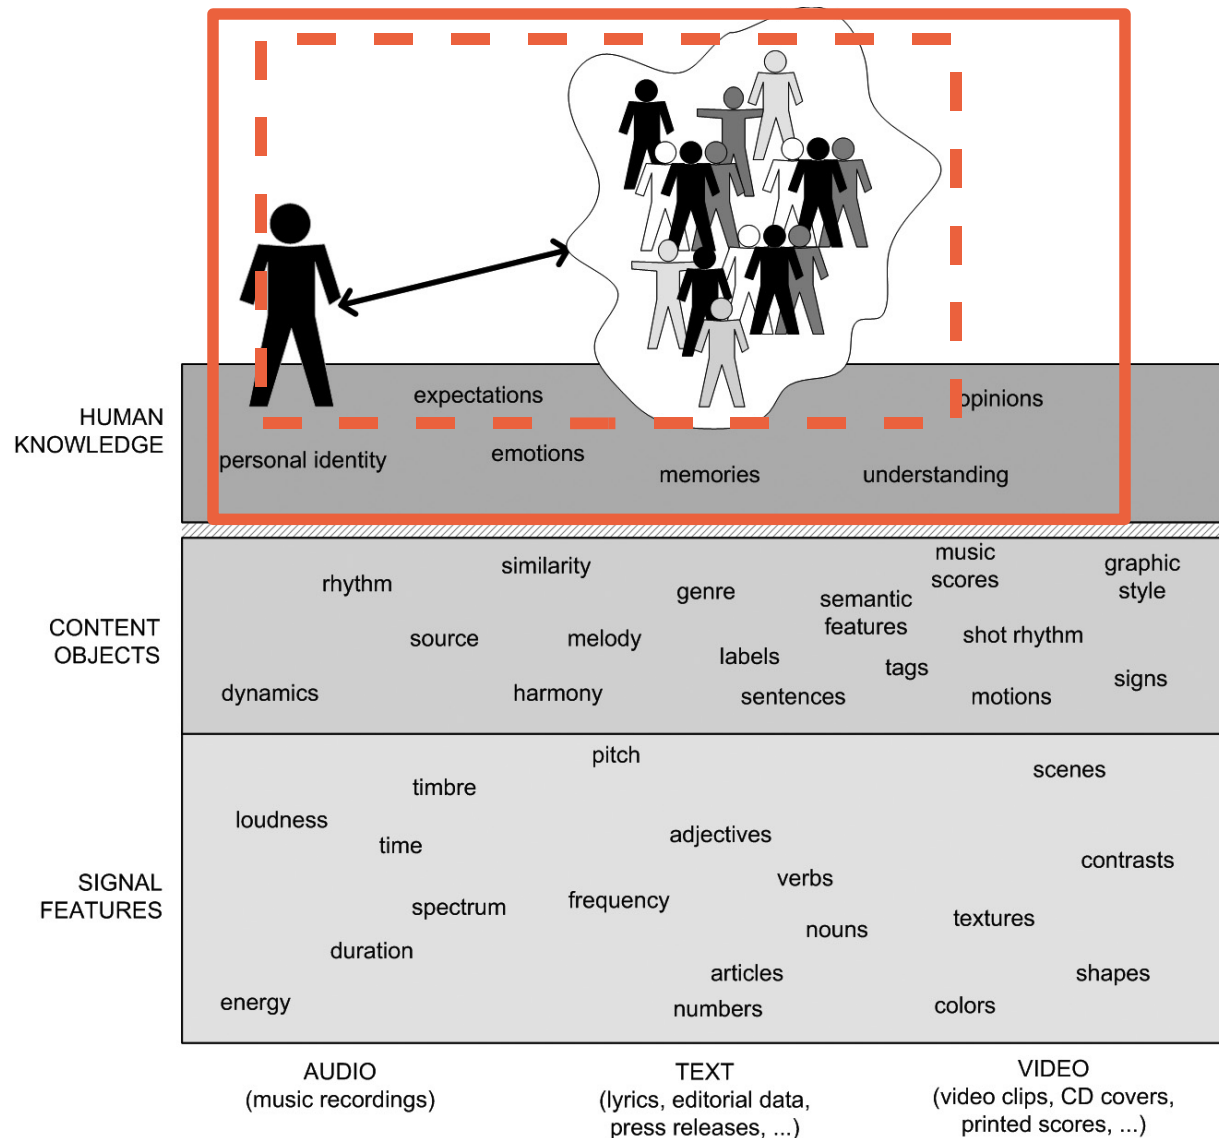 expectations
opinions
HUMAN
KNOWLEDGE
personal identity
emotions
memories
understanding
similarity
music
scores
graphic
style
rhythm
genre
semantic
features
CONTENT
OBJECTS
source
melody
shot rhythm
labels
tags
signs
dynamics
harmony
sentences
motions
pitch
scenes
timbre
loudness
time
adjectives
contrasts
verbs
SIGNAL
FEATURES
spectrum
frequency
nouns
textures
duration
articles
shapes
energy
numbers
colors
AUDIO
(music recordings)
TEXT
(lyrics, editorial data,
press releases, ...)
VIDEO
(video clips, CD covers,
printed scores, ...)